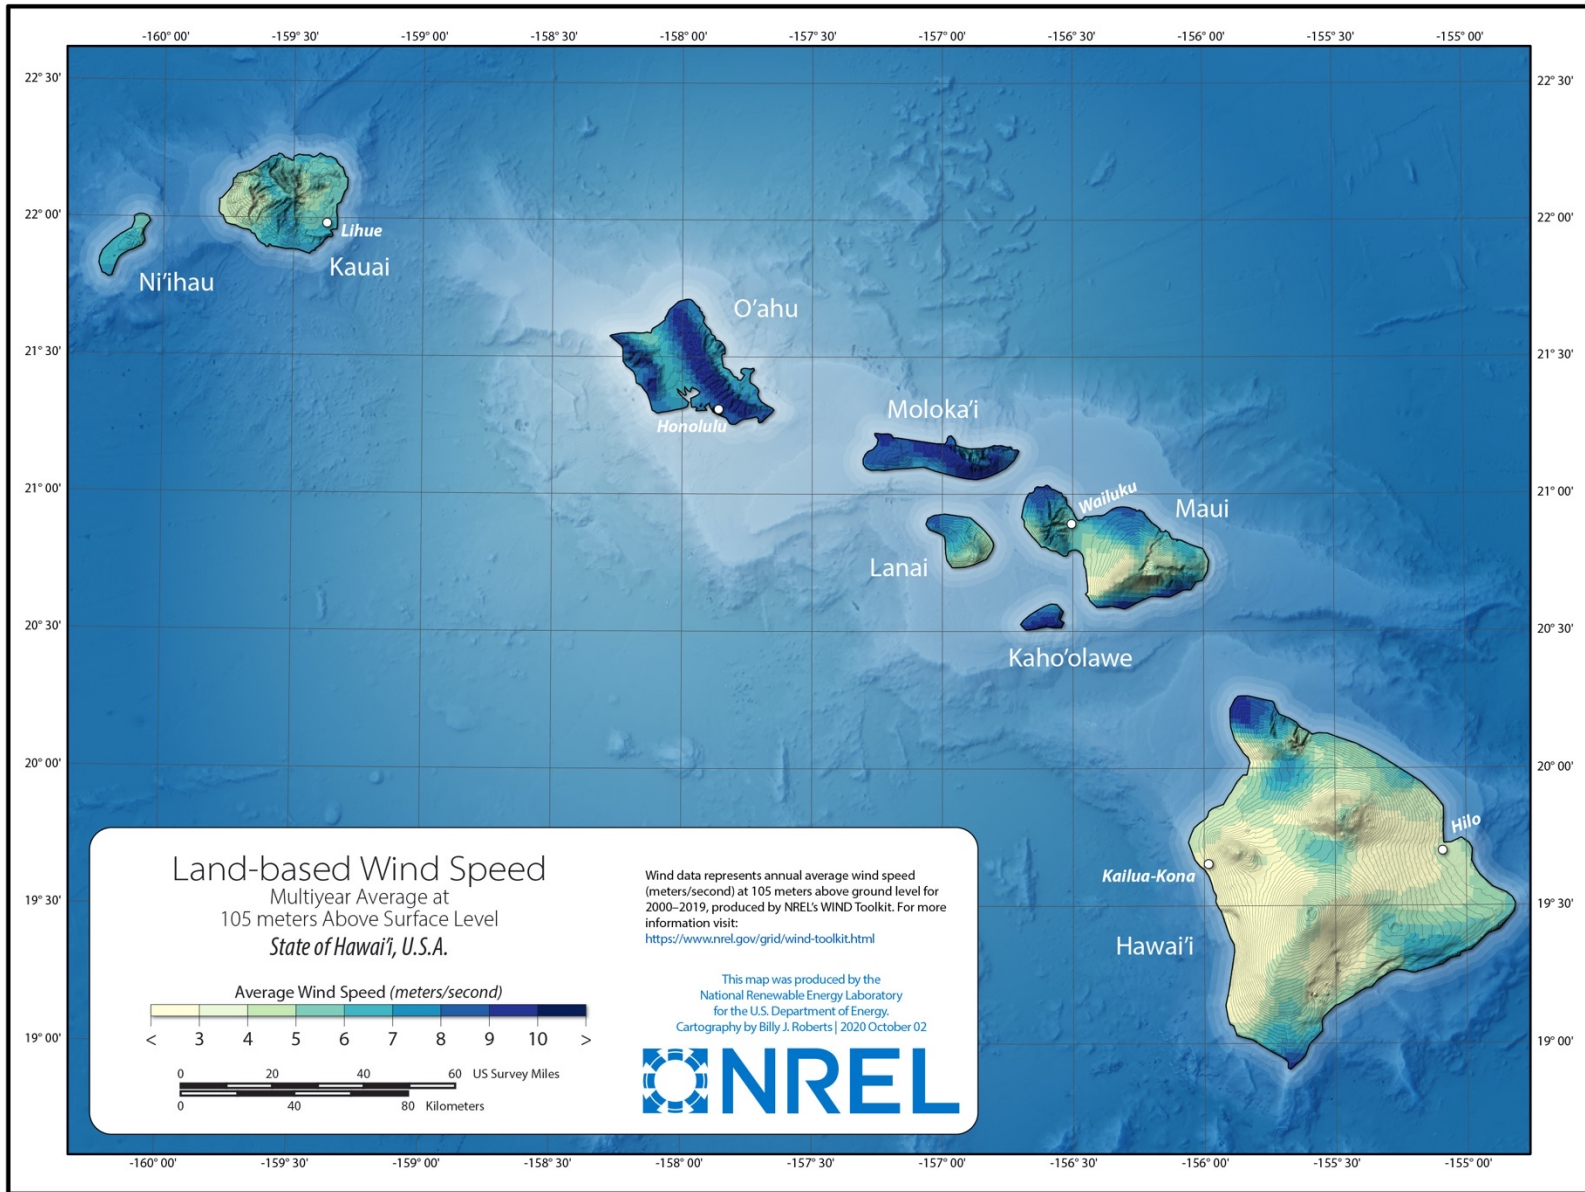 -160° 00'
-159° 30'
-159° 00'
-158° 30'
-158° 00'
-157° 30'
-157° 00'
-156° 30'
-156° 00'
-155° 30'
-155° 00'
22° 30'
22° 30'
22° 00'
22° 00'
Lihue
Kauai
Ni'ihau
O'ahu
21° 30'
21° 30'
Honolulu
Moloka'i
21° 00'
21° 00'
Wailuku
Maui
Lanai
20° 30'
20° 30'
Kaho'olawe
20° 00'
20° 00'
Hilo
Kailua-Kona
19° 30'
19° 30'
Hawai'i
19° 00'
19° 00'
Land-based Wind Speed
Multiyear Average at
105 meters Above Surface Level
State of Hawai'i, U.S.A.
Average Wind Speed (meters/second)
< 3 4 5 6 7 8 9 10 >
0 20 40 60 US Survey Miles
0 40 80 Kilometers
Wind data represents annual average wind speed
(meters/second) at 105 meters above ground level for
2000–2019, produced by NREL's WIND Toolkit. For more
information visit:
https://www.nrel.gov/grid/wind-toolkit.html
This map was produced by the
National Renewable Energy Laboratory
for the U.S. Department of Energy.
Cartography by Billy J. Roberts | 2020 October 02
NREL
-160° 00'
-159° 30'
-159° 00'
-158° 30'
-158° 00'
-157° 30'
-157° 00'
-156° 30'
-156° 00'
-155° 30'
-155° 00'